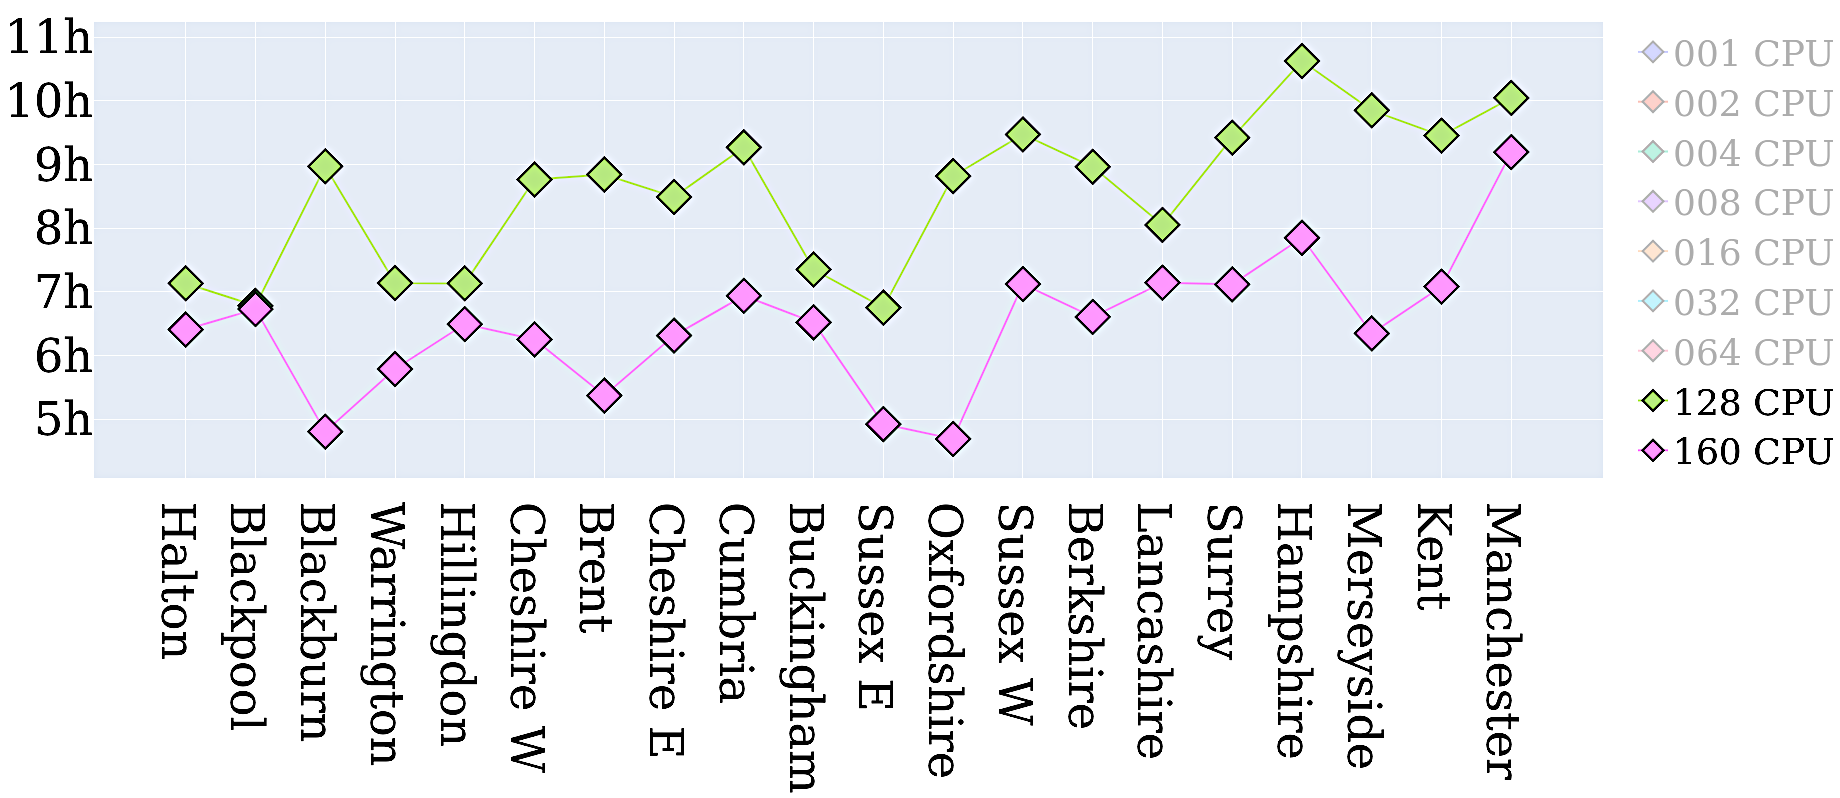 11h
10h
9h
8h
7h
6h
5h
Halton
Blackpool
Blackburn
Warrington
Hillingdon
Cheshire W
Brent
Cheshire E
Cumbria
Buckingham
Sussex E
Oxfordshire
Sussex W
Berkshire
Lancashire
Surrey
Hampshire
Merseyside
Kent
Manchester
001 CPU
002 CPU
004 CPU
008 CPU
016 CPU
032 CPU
064 CPU
128 CPU
160 CPU